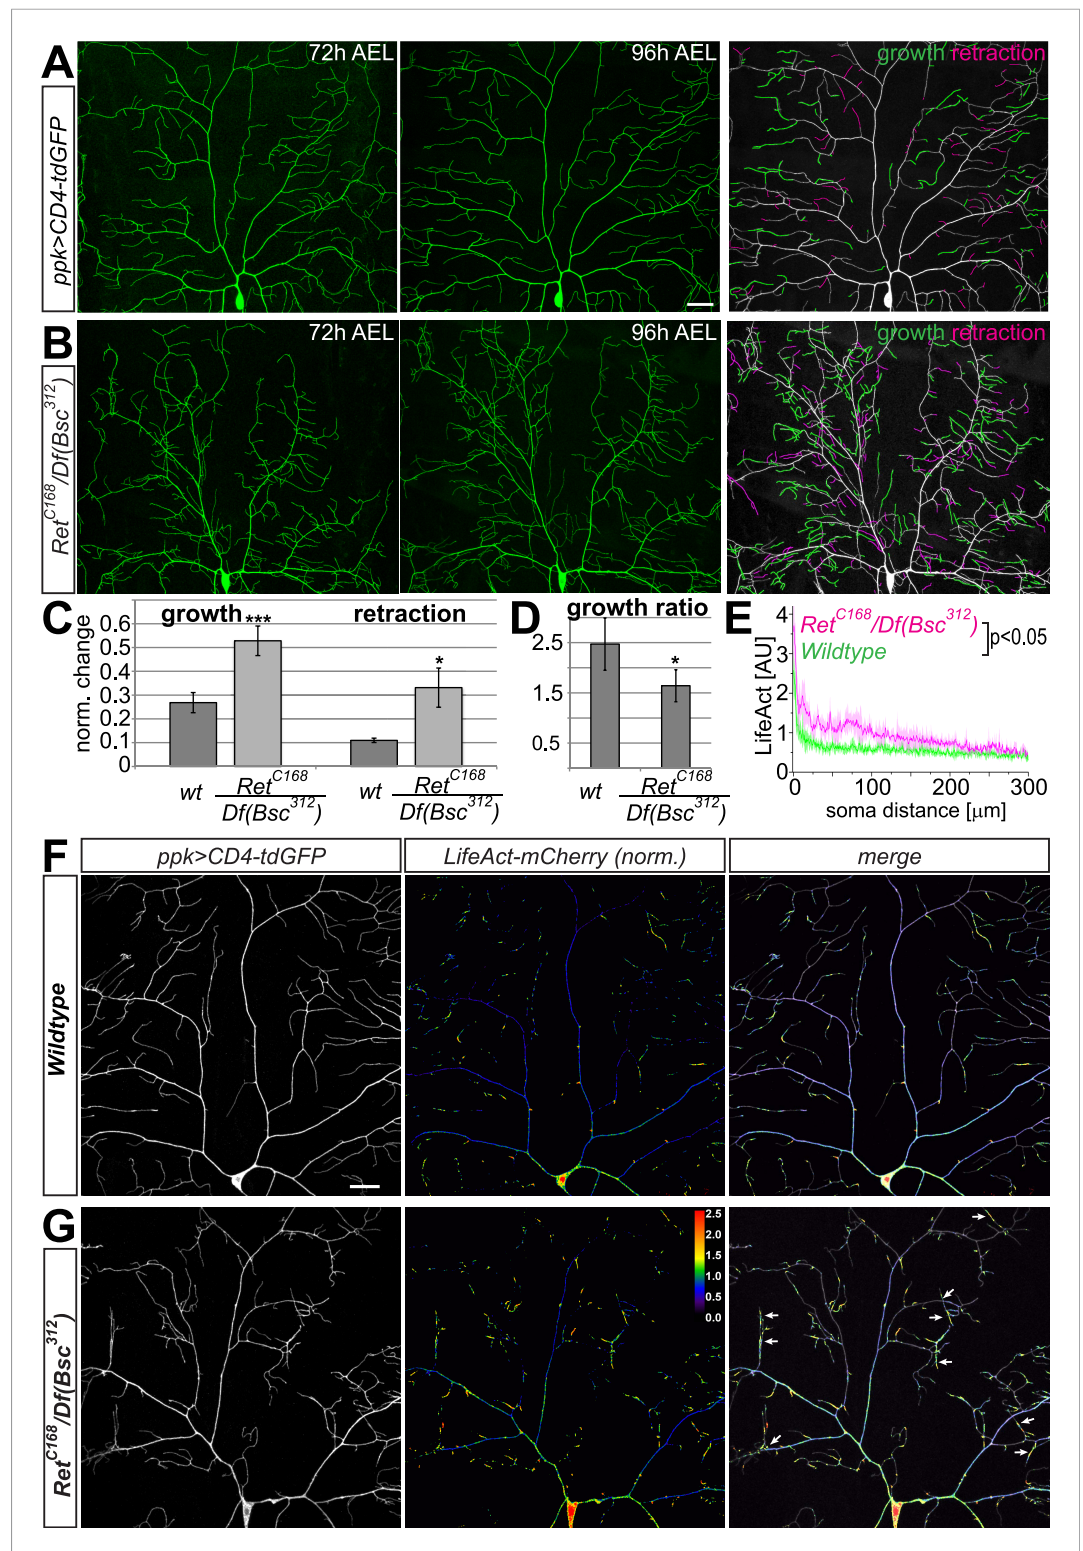 A
ppk>CD4-tdGFP
72h AEL
96h AEL
growth retraction
B
Ret^C168/Df(Bsc^312)
72h AEL
96h AEL
growth retraction
C
growth
retraction
***
*
norm. change
0.6
0.5
0.4
0.3
0.2
0.1
0
wt
Ret^C168
Df(Bsc^312)
wt
Ret^C168
Df(Bsc^312)
D
growth ratio
*
2.5
1.5
.5
wt
Ret^C168
Df(Bsc^312)
E
Ret^C168/Df(Bsc^312)
Wildtype
p<0.05
LifeAct [AU]
4
3
2
1
0
0
100
200
300
soma distance [µm]
F
ppk>CD4-tdGFP
LifeAct-mCherry (norm.)
merge
Wildtype
G
Ret^C168/Df(Bsc^312)
2.5
2.0
1.5
1.0
0.5
0.0